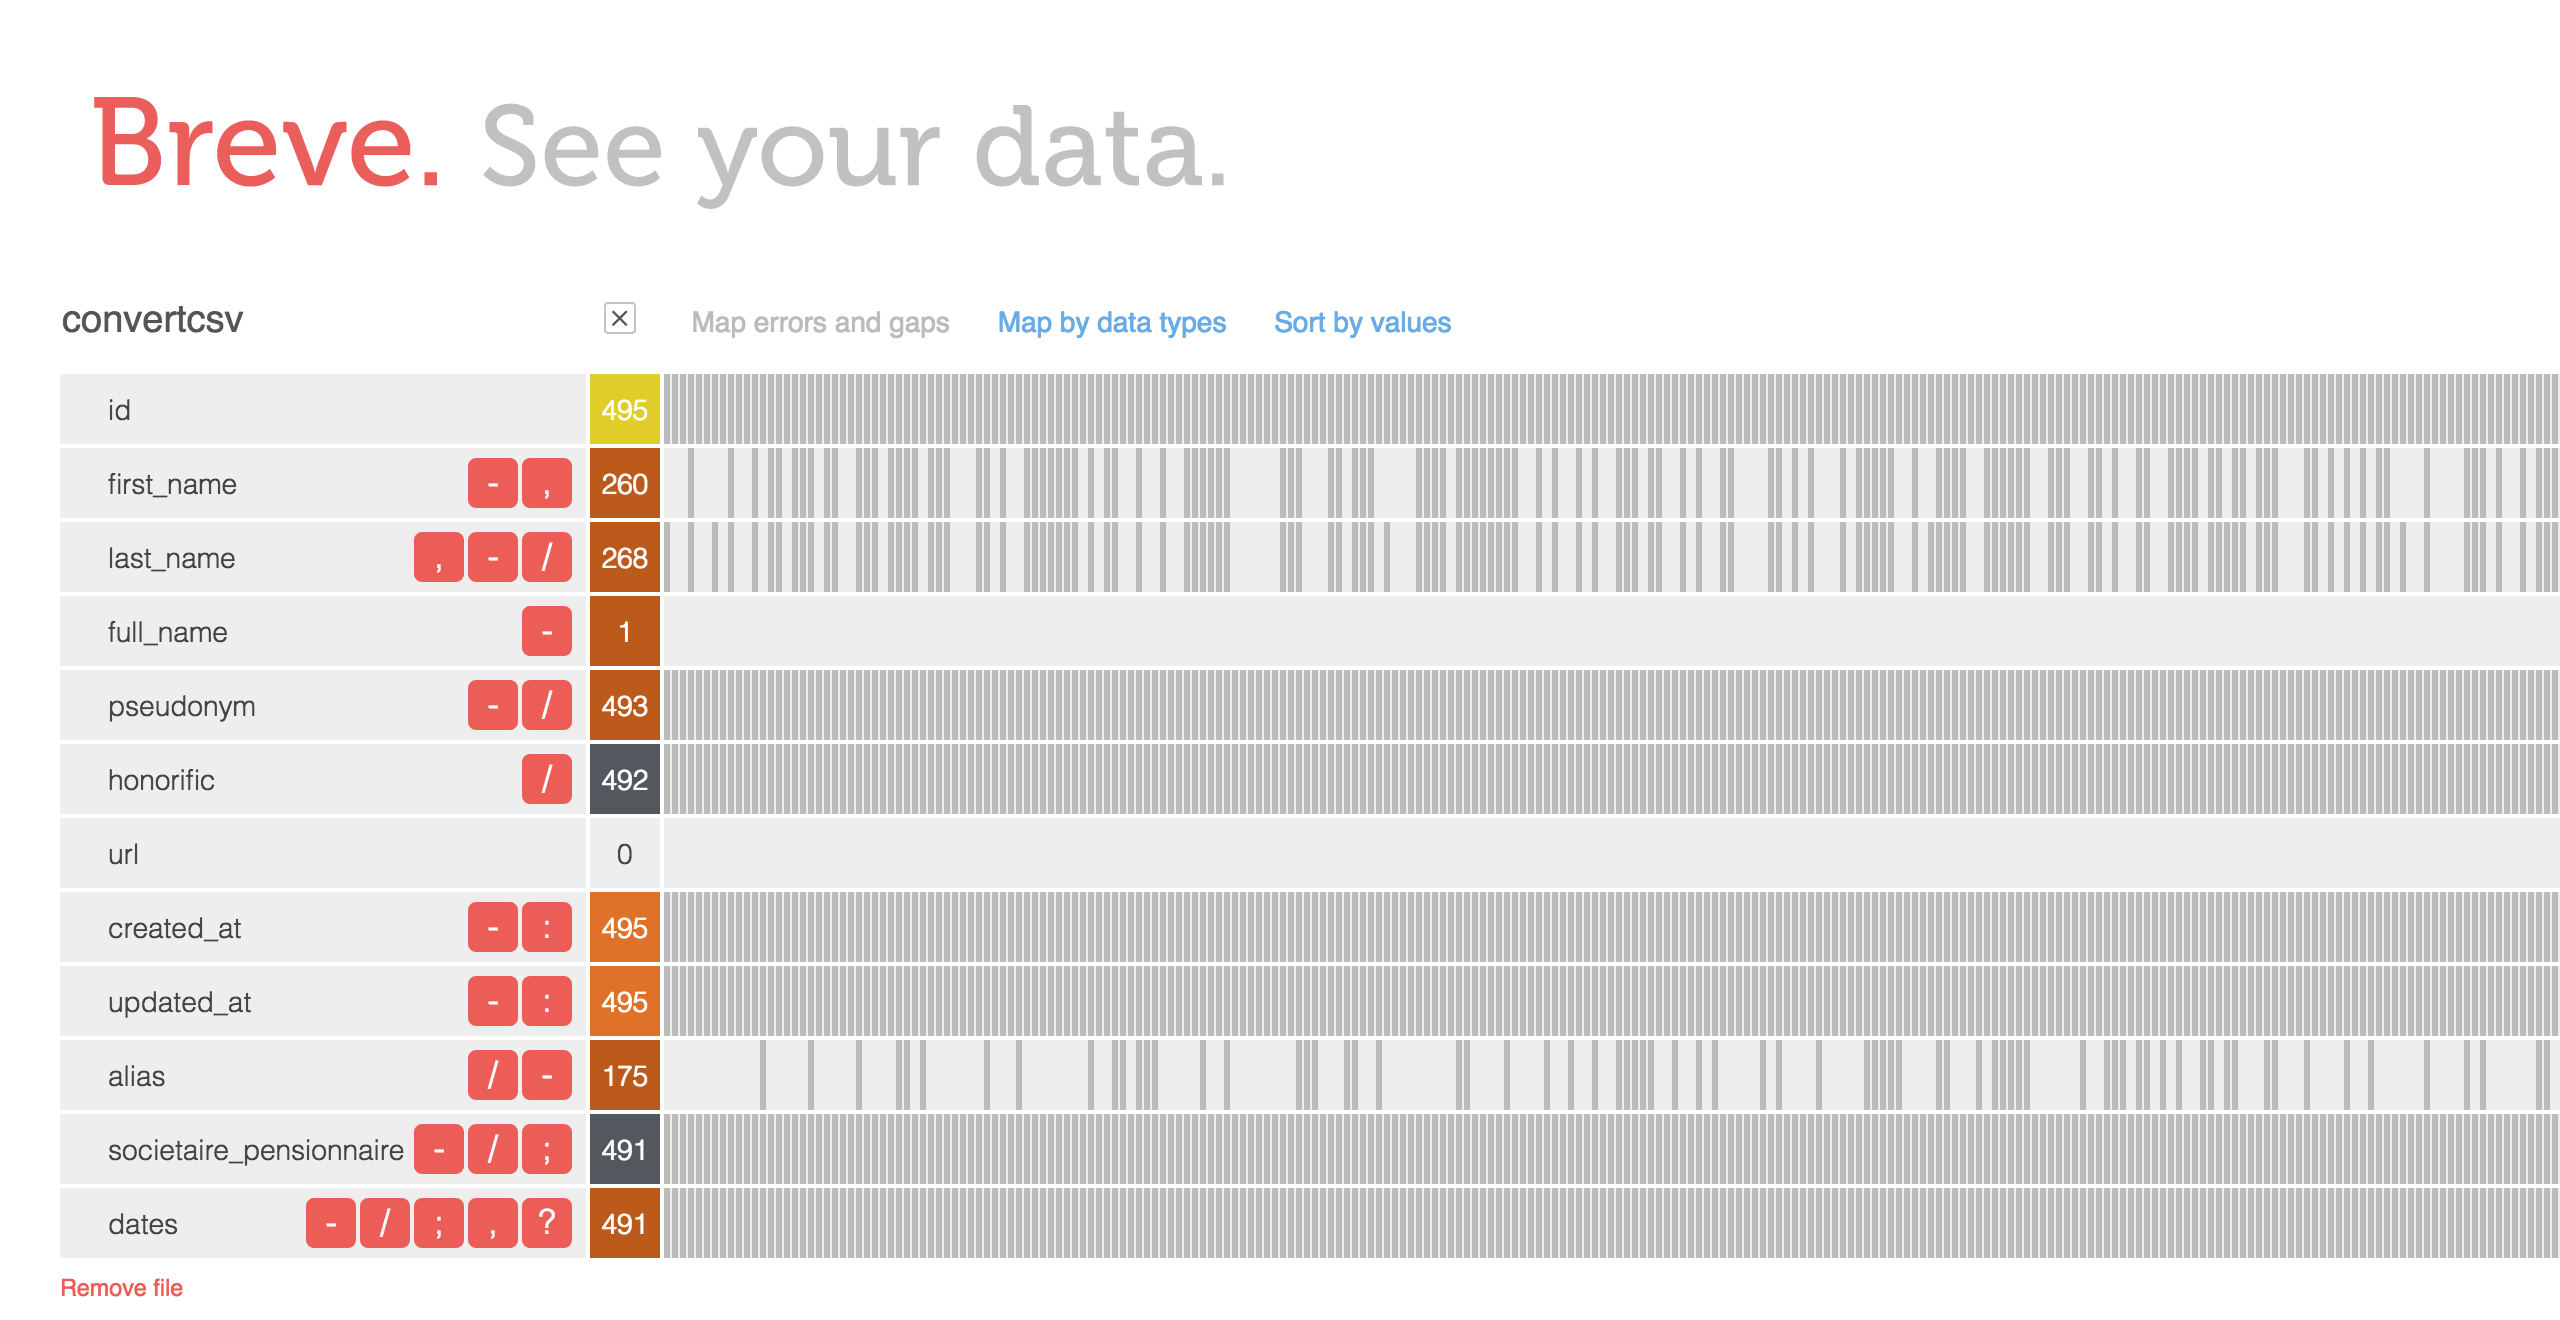 Breve. See your data.
convertcsv × Map errors and gaps Map by data types Sort by values
id 495
first_name - , 260
last_name , - / 268
full_name - 1
pseudonym - / 493
honorific / 492
url 0
created_at - : 495
updated_at - : 495
alias / - 175
societaire_pensionnaire - / ; 491
dates - / ; , ? 491
Remove file